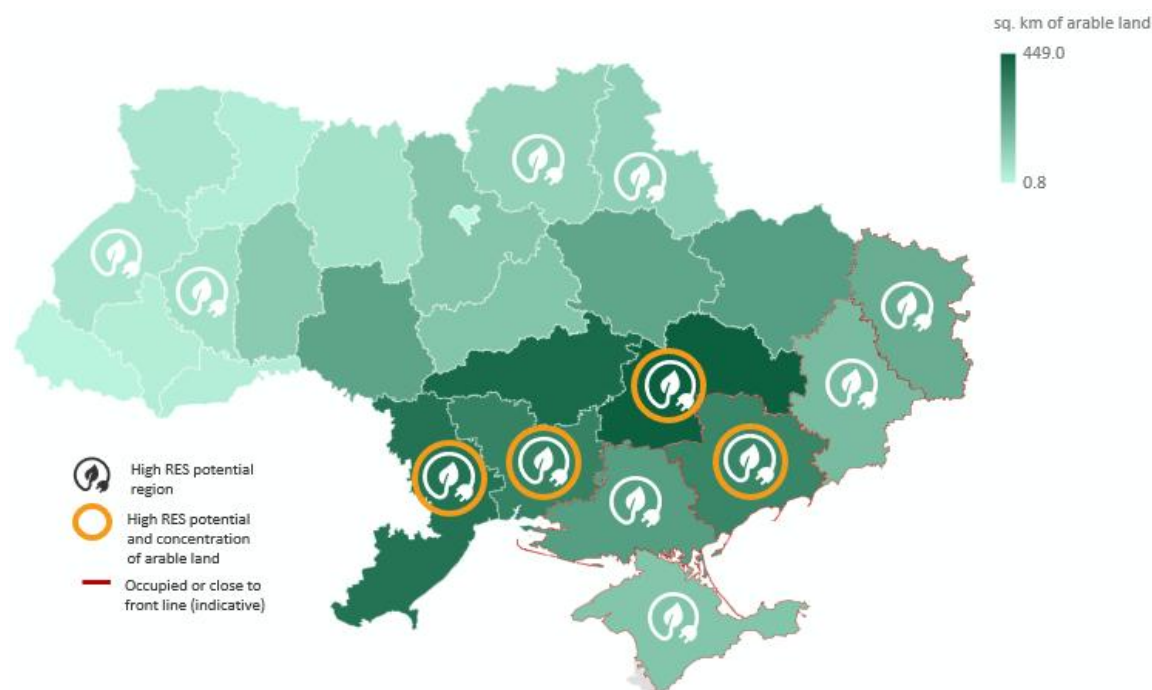 sq. km of arable land
449.0
0.8
High RES potential
region
High RES potential
and concentration
of arable land
Occupied or close to
front line (indicative)